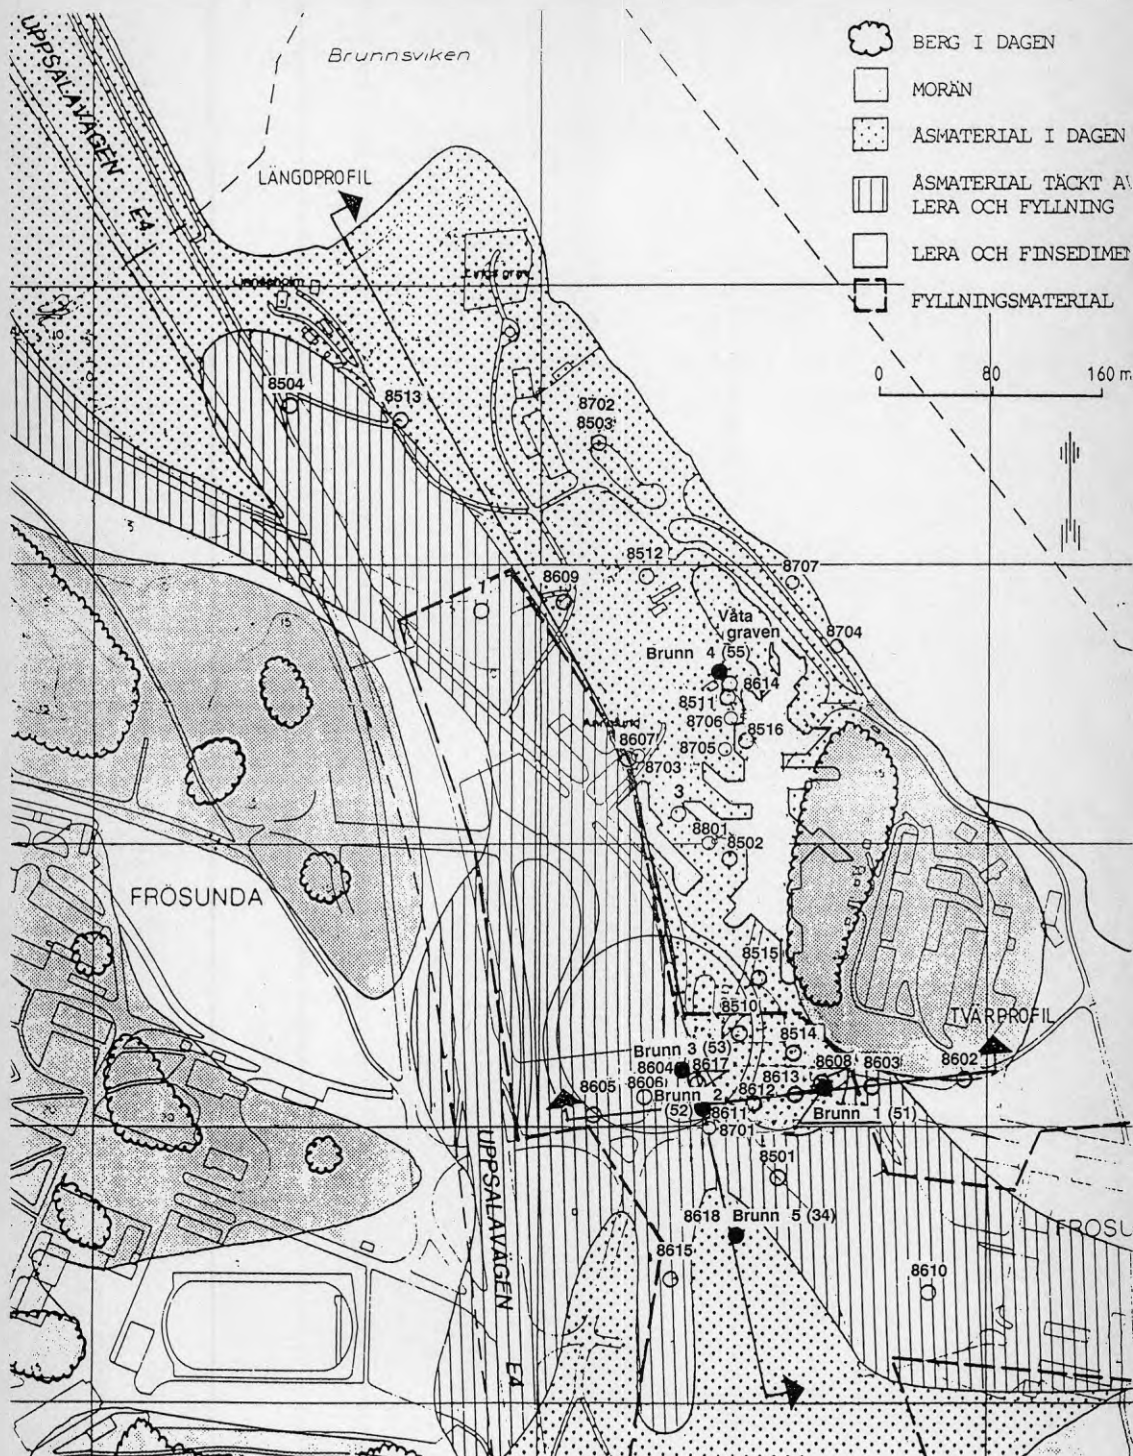 UPPSALAVÄGEN
E4
Brunnsviken
BERG I DAGEN
MORÄN
ÅSMATERIAL I DAGEN
ÅSMATERIAL TÄCKT AV
LERA OCH FYLLNING
LERA OCH FINSEDIMEN
FYLLNINGSMATERIAL
0 80 160 m
LÄNGDPROFIL
8504
8513
8702
8503
8512
8707
8609
1
8704
Våta
graven
Brunn 4 (55)
8614
8511
8706
8516
8705
8607
8703
3
8801
8502
FRÖSUNDA
8515
8510
TVÄRPROFIL
8514
Brunn 3 (53)
8604
8617
8608
8603
8602
8613
8606
8605
Brunn 2
(52)
8612
8611
8701
Brunn 1 (51)
8501
UPPSALAVÄGEN
E4
8618 Brunn 5 (34)
FRÖSU
8615
8610